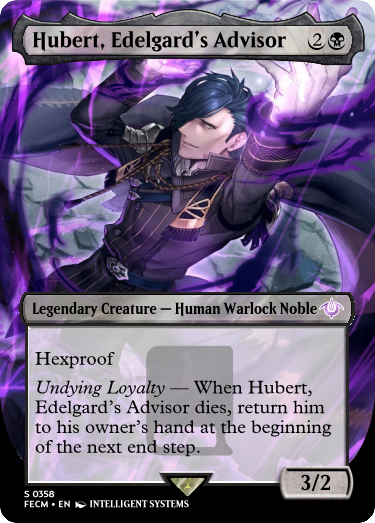 Hubert, Edelgard's Advisor 2
Legendary Creature — Human Warlock Noble
Hexproof
Undying Loyalty — When Hubert,
Edelgard's Advisor dies, return him
to his owner's hand at the beginning
of the next end step.
3/2
S 0358
FECM • EN INTELLIGENT SYSTEMS